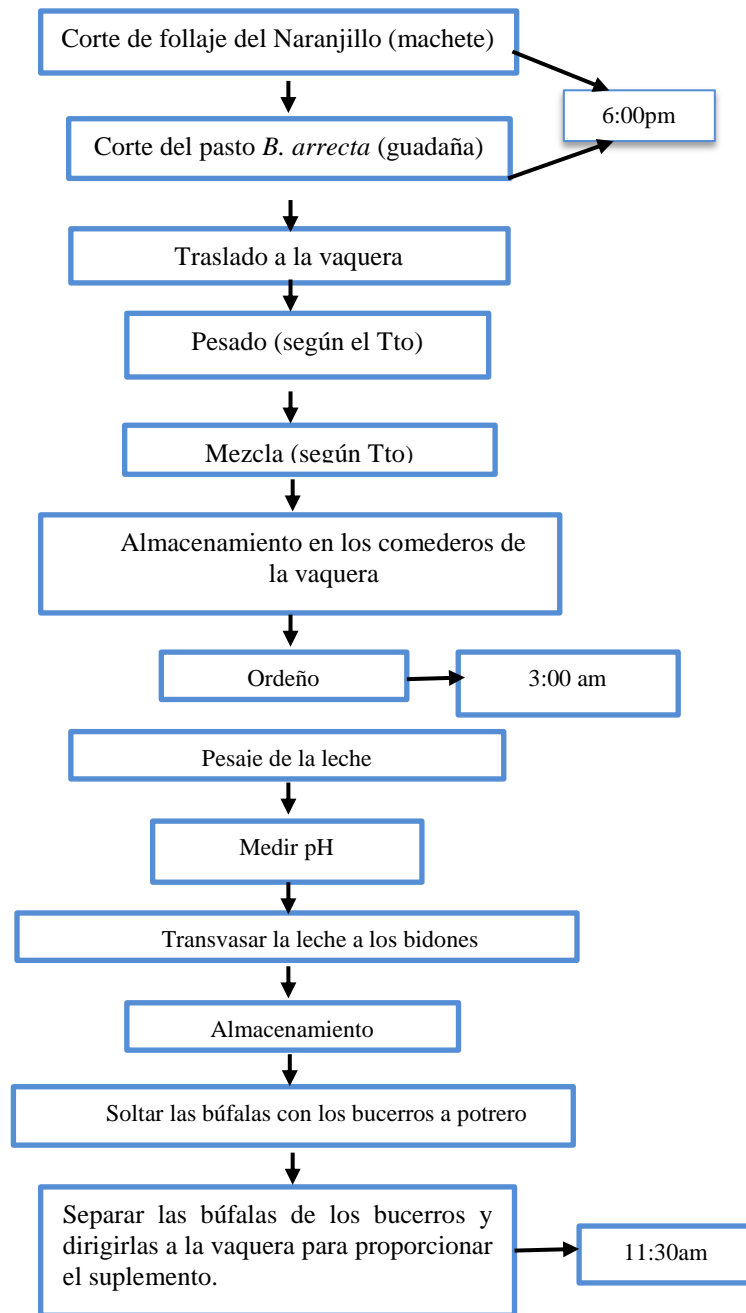 Corte de follaje del Naranjillo (machete)
6:00pm
Corte del pasto B. arrecta (guadaña)
Traslado a la vaquera
Pesado (según el Tto)
Mezcla (según Tto)
Almacenamiento en los comederos de
la vaquera
Ordeño
3:00 am
Pesaje de la leche
Medir pH
Transvasar la leche a los bidones
Almacenamiento
Soltar las búfalas con los bucerros a potrero
Separar las búfalas de los bucerros y
dirigirlas a la vaquera para proporcionar
el suplemento.
11:30am